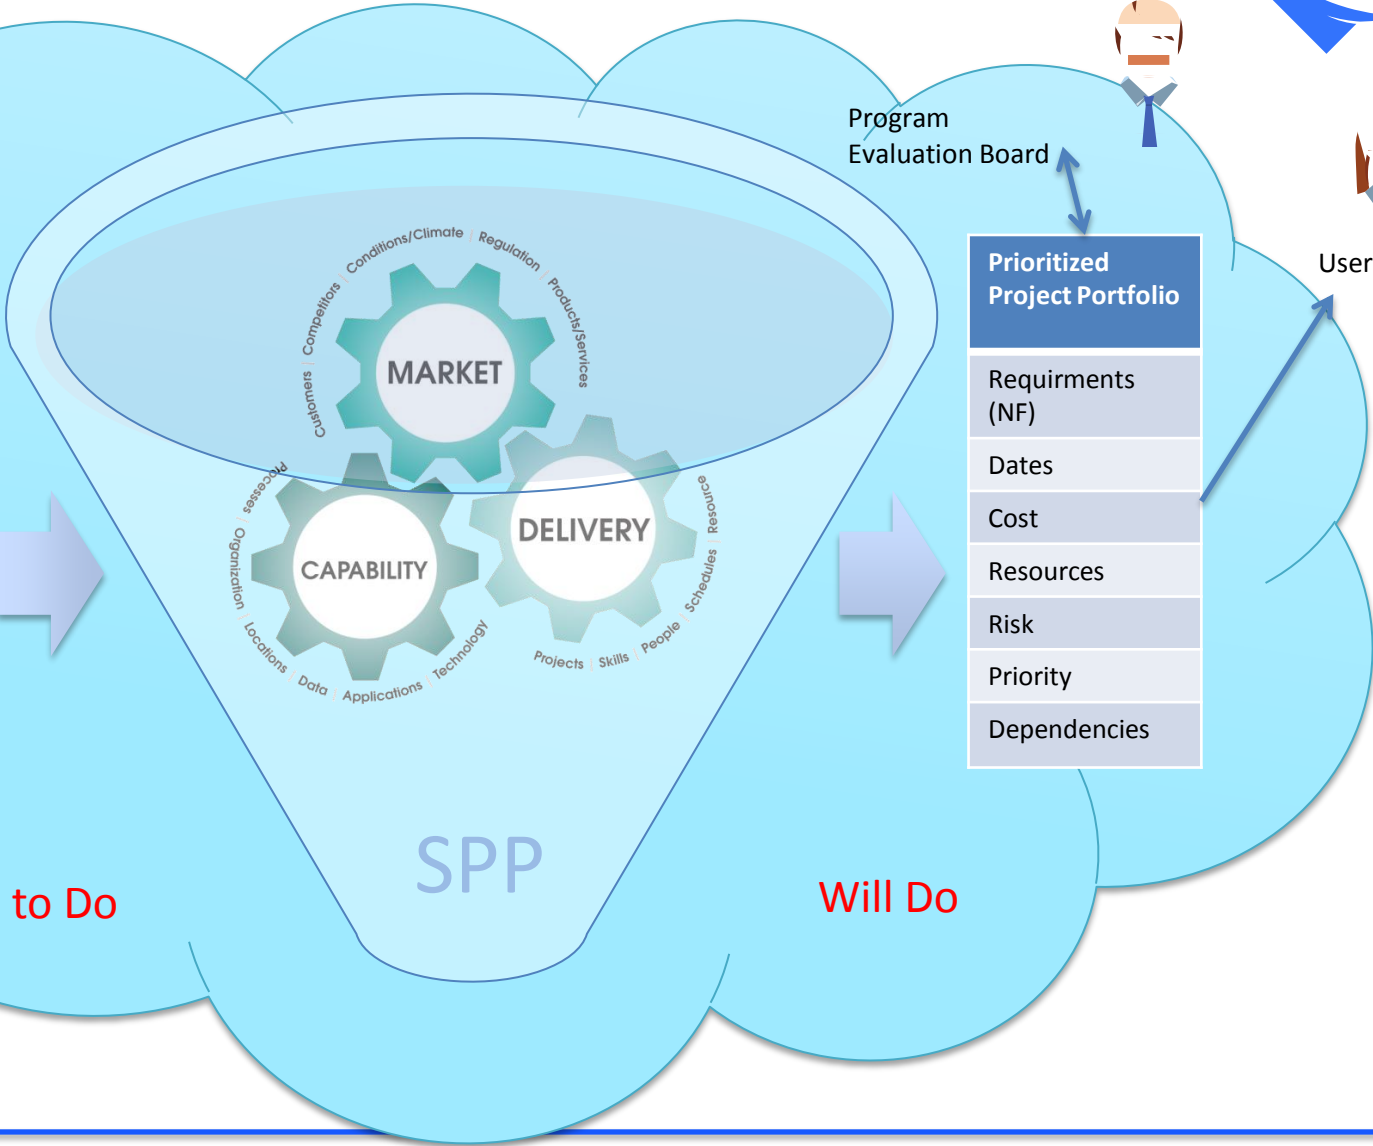 Program
Evaluation Board
User
Customers | Competitors | Conditions/Climate | Regulation | Products/Services
MARKET
Processes | Organization | Locations | Data | Applications | Technology
CAPABILITY
DELIVERY
Projects | Skills | People | Schedules | Resource
Prioritized
Project Portfolio
Requirments
(NF)
Dates
Cost
Resources
Risk
Priority
Dependencies
SPP
to Do
Will Do